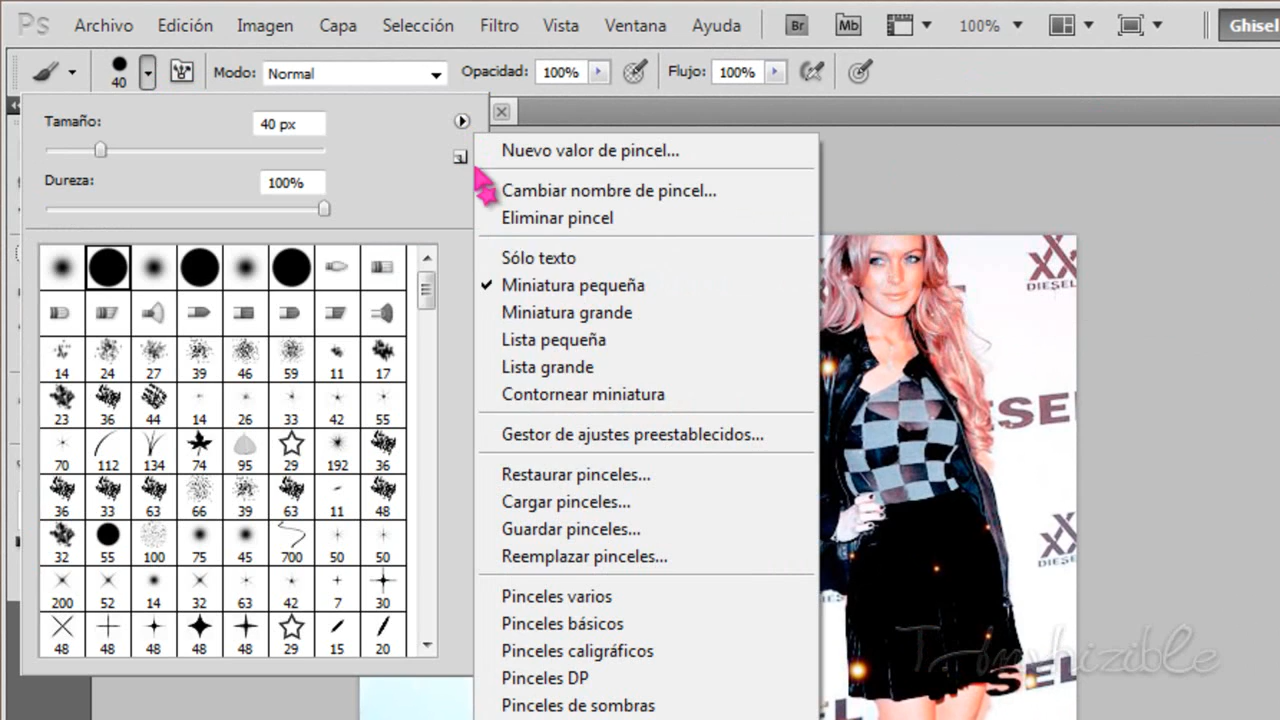 Ps Archivo Edición Imagen Capa Selección Filtro Vista Ventana Ayuda Br Mb 100% Ghisel
40 Modo: Normal Opacidad: 100% Flujo: 100%
Tamaño: 40 px
Dureza: 100%
14 24 27 39 46 59 11 17
23 36 44 14 26 33 42 55
70 112 134 74 95 29 192 36
36 33 63 66 39 63 11 48
32 55 100 75 45 700 50 50
200 52 14 32 63 42 7 30
48 48 48 48 48 29 15 20
Nuevo valor de pincel...
Cambiar nombre de pincel...
Eliminar pincel
Sólo texto
Miniatura pequeña
Miniatura grande
Lista pequeña
Lista grande
Contornear miniatura
Gestor de ajustes preestablecidos...
Restaurar pinceles...
Cargar pinceles...
Guardar pinceles...
Reemplazar pinceles...
Pinceles varios
Pinceles básicos
Pinceles caligráficos
Pinceles DP
Pinceles de sombras
DIESEL
SEL
DIESEL
SEL